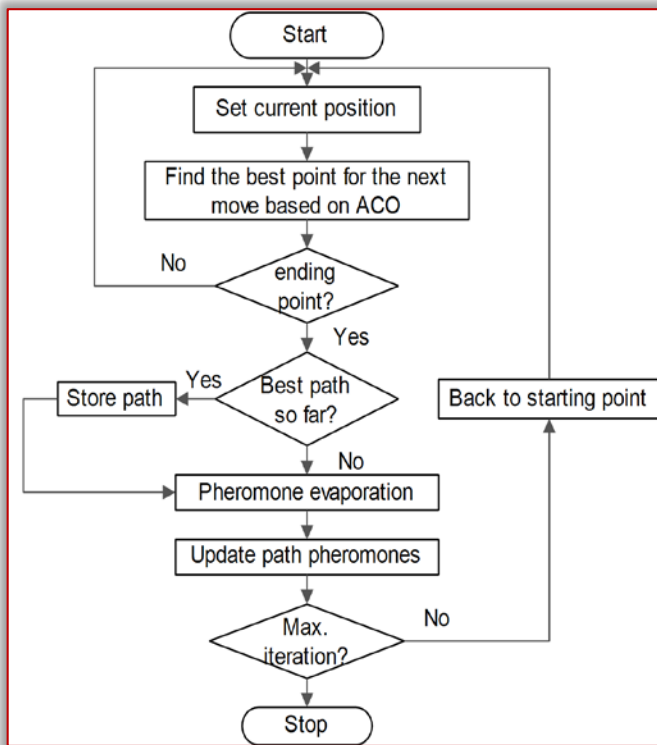 Start
Set current position
Find the best point for the next
move based on ACO
No
ending
point?
Yes
Yes
Store path
Best path
so far?
Back to starting point
No
Pheromone evaporation
Update path pheromones
No
Max.
iteration?
Stop